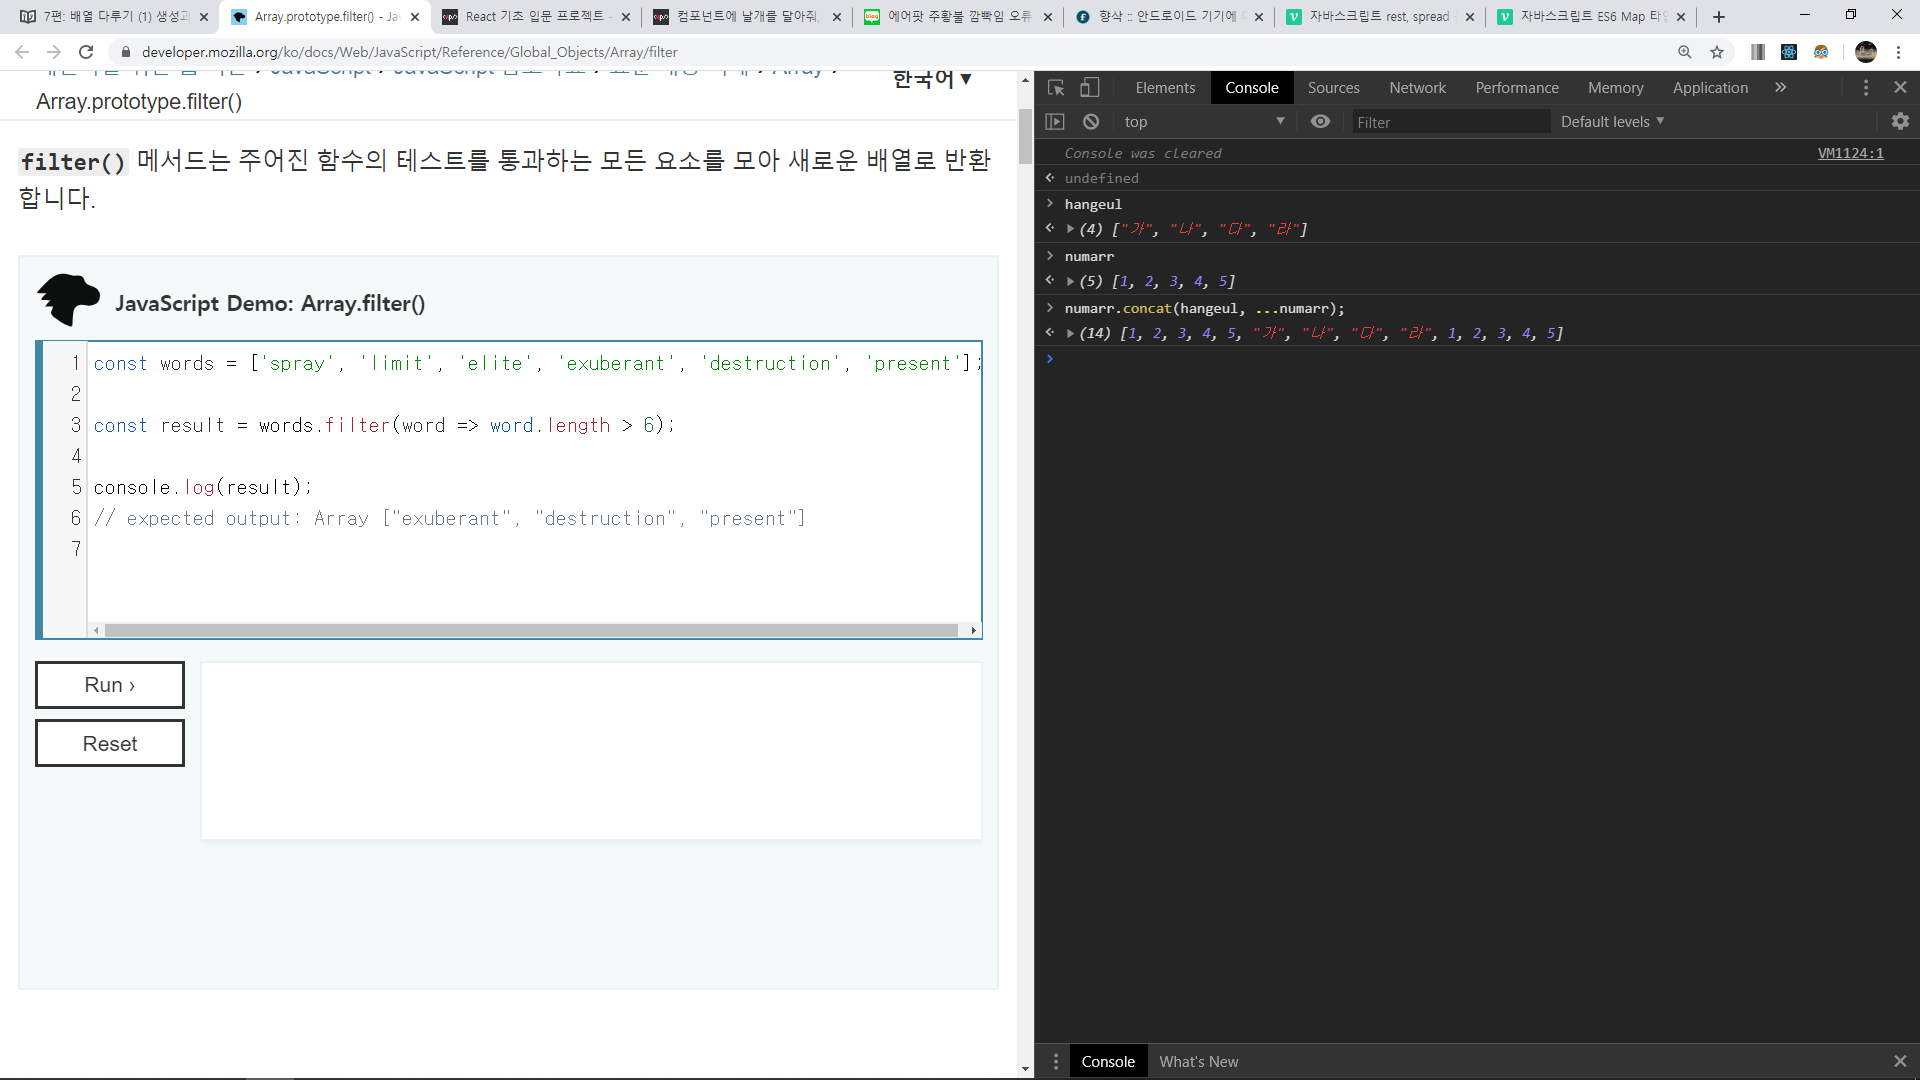 7편: 배열 다루기 (1) 생성과
Array.prototype.filter() - Jav
React 기초 입문 프로젝트 -
컴포넌트에 날개를 달아줘,
에어팟 주황불 깜빡임 오류
향삭 :: 안드로이드 기기에
자바스크립트 rest, spread
자바스크립트 ES6 Map 타
developer.mozilla.org/ko/docs/Web/JavaScript/Reference/Global_Objects/Array/filter
한국어 ▼
Array.prototype.filter()
filter() 메서드는 주어진 함수의 테스트를 통과하는 모든 요소를 모아 새로운 배열로 반환
합니다.
JavaScript Demo: Array.filter()
1 const words = ['spray', 'limit', 'elite', 'exuberant', 'destruction', 'present'];
2
3 const result = words.filter(word => word.length > 6);
4
5 console.log(result);
6 // expected output: Array ["exuberant", "destruction", "present"]
7
Run ›
Reset
Elements Console Sources Network Performance Memory Application »
top Filter Default levels ▼
Console was cleared VM1124:1
undefined
hangeul
(4) ["가", "나", "다", "라"]
numarr
(5) [1, 2, 3, 4, 5]
numarr.concat(hangeul, ...numarr);
(14) [1, 2, 3, 4, 5, "가", "나", "다", "라", 1, 2, 3, 4, 5]
Console What's New